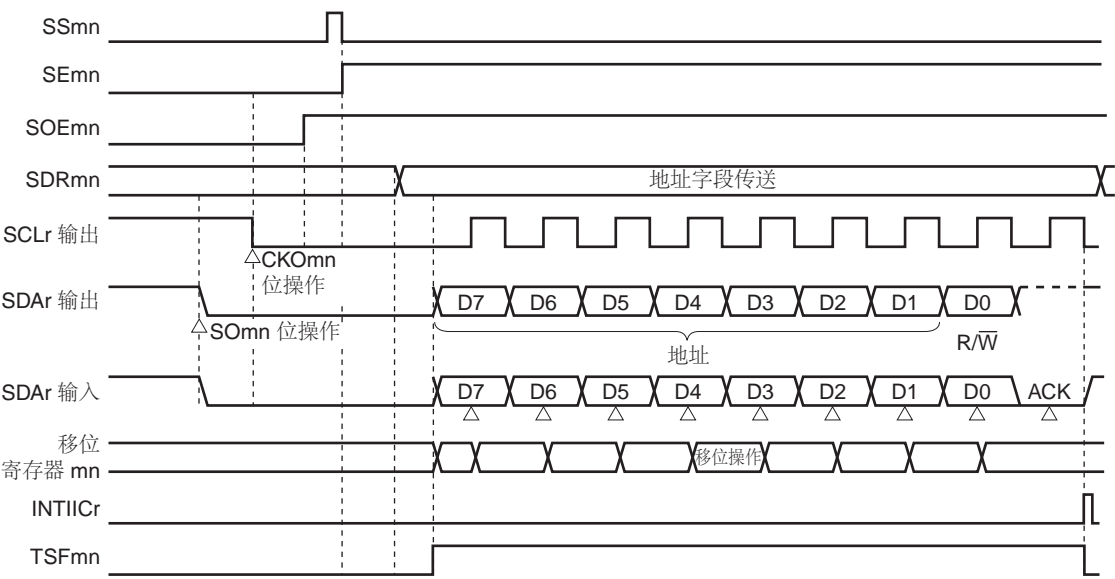 SSmn
SEmn
SOEmn
SDRmn
地址字段传送
SCLr 输出
CKOmn
位操作
SDAr 输出
D7 D6 D5 D4 D3 D2 D1 D0
SOmn 位操作
地址
R/W̅
SDAr 输入
D7 D6 D5 D4 D3 D2 D1 D0 ACK
移位
寄存器 mn
移位操作
INTIICr
TSFmn